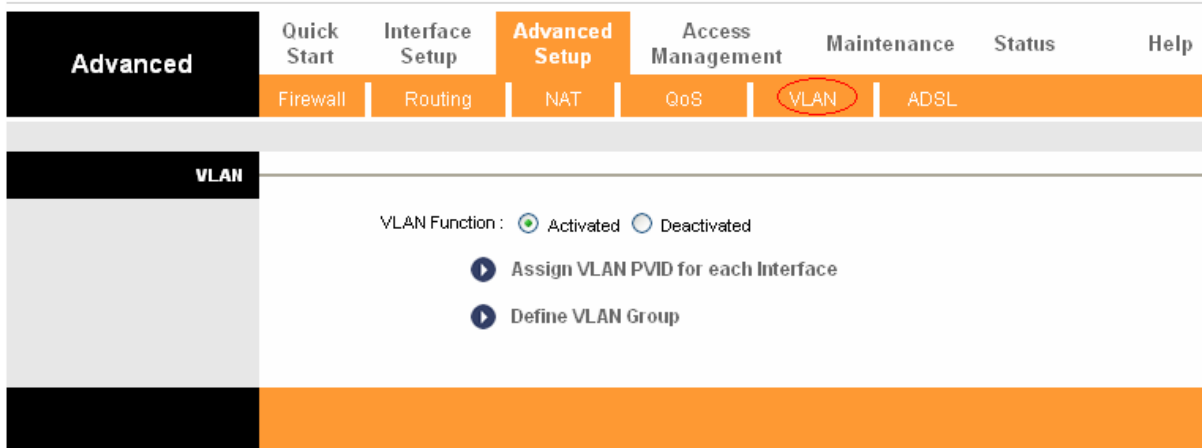 Advanced
Quick Start
Interface Setup
Advanced Setup
Access Management
Maintenance
Status
Help
Firewall
Routing
NAT
QoS
VLAN
ADSL
VLAN
VLAN Function : Activated Deactivated
Assign VLAN PVID for each Interface
Define VLAN Group